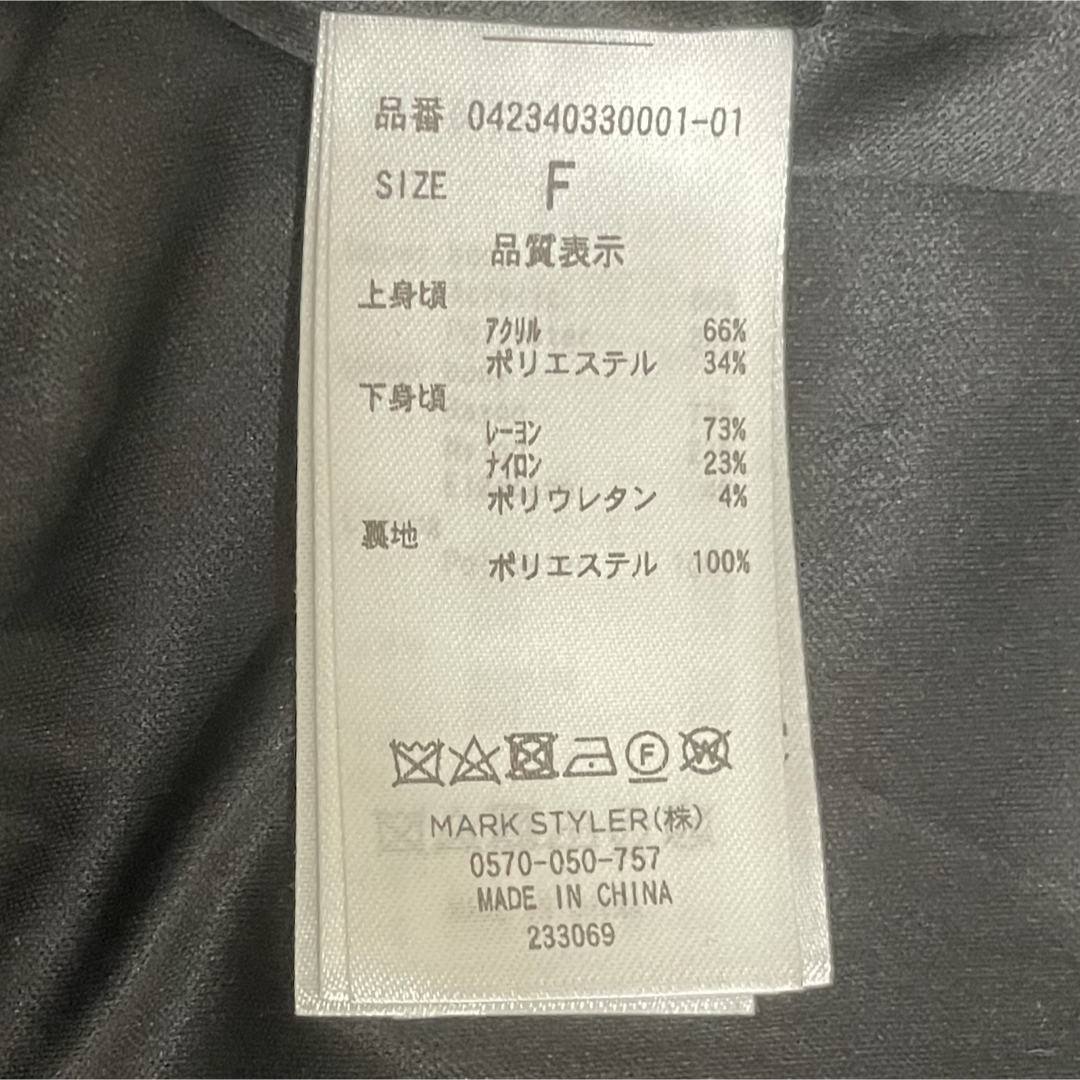 品番 042340330001-01
SIZE F
品質表示
上身頃
ｱｸﾘﾙ 66%
ポリエステル 34%
下身頃
ﾚｰﾖﾝ 73%
ﾅｲﾛﾝ 23%
ポリウレタン 4%
裏地
ポリエステル 100%
F W
MARK STYLER(株)
0570-050-757
MADE IN CHINA
233069